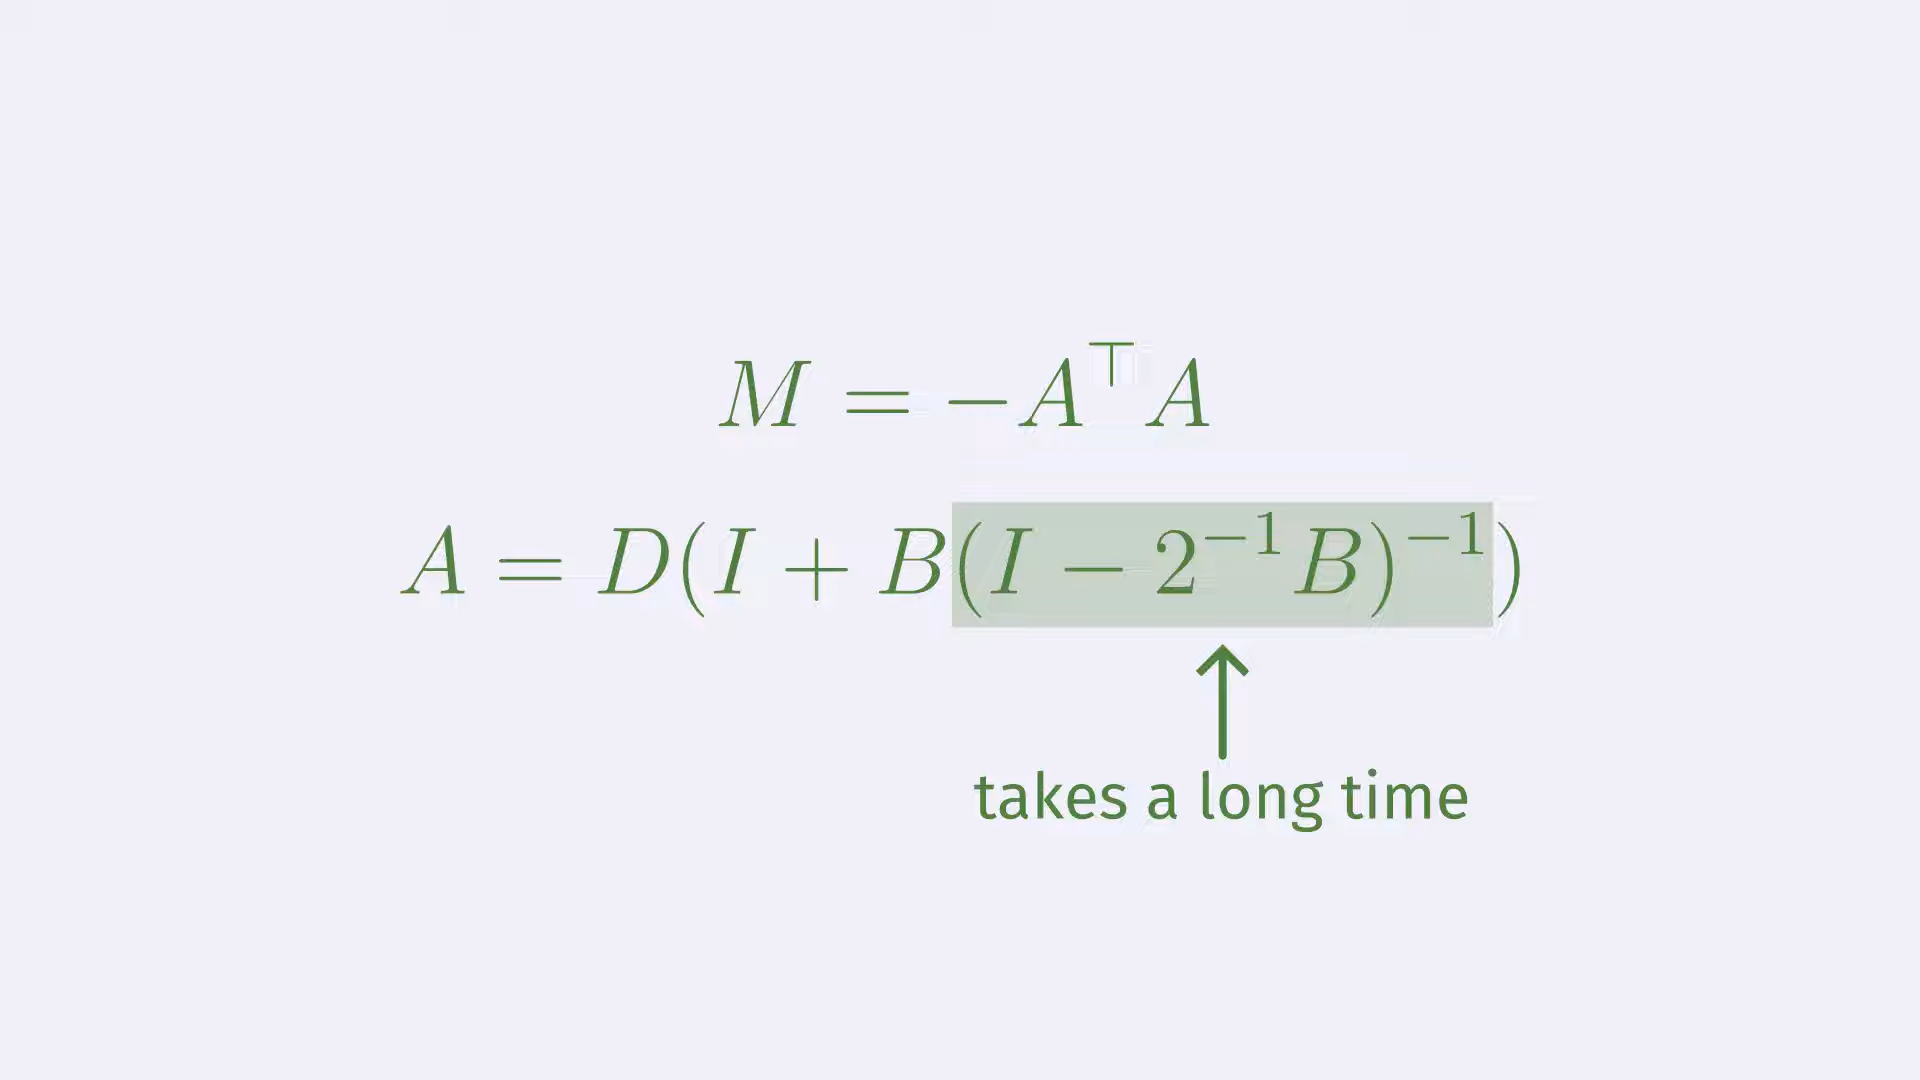 M = −A⊤A
A = D(I + B(I − 2⁻¹B)⁻¹)
takes a long time